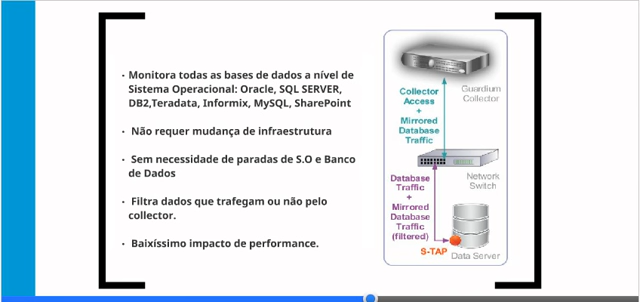 · Monitora todas as bases de dados a nível de
Sistema Operacional: Oracle, SQL SERVER,
DB2,Teradata, Informix, MySQL, SharePoint
· Não requer mudança de infraestrutura
· Sem necessidade de paradas de S.O e Banco
de Dados
· Filtra dados que trafegam ou não pelo
collector.
· Baixíssimo impacto de performance.
Guardium
Collector
Collector
Access
+
Mirrored
Database
Traffic
Network
Switch
Database
Traffic
+
Mirrored
Database
Traffic
(filtered)
S-TAP
Data Server